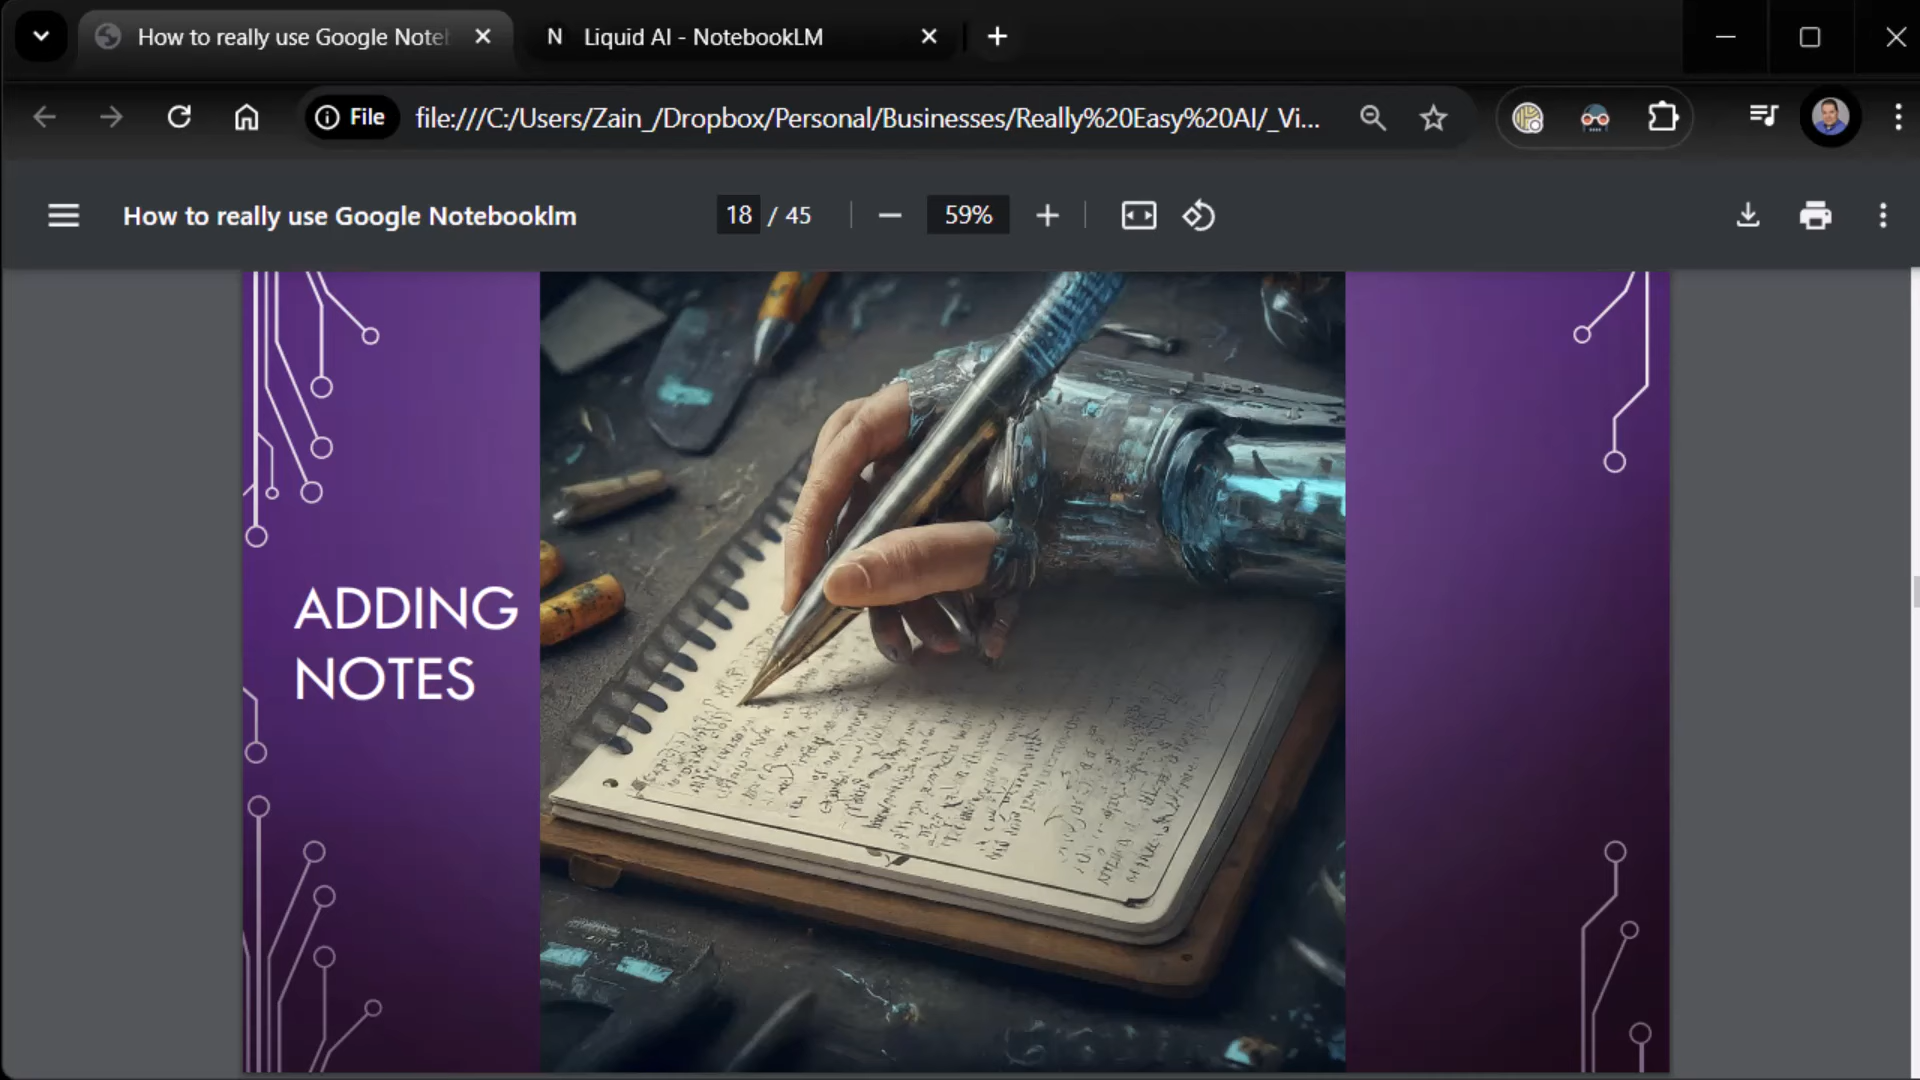 How to really use Google Note
Liquid AI - NotebookLM
File
file:///C:/Users/Zain_/Dropbox/Personal/Businesses/Really%20Easy%20AI/_Vi...
How to really use Google Notebooklm
18 / 45
59%
ADDING
NOTES